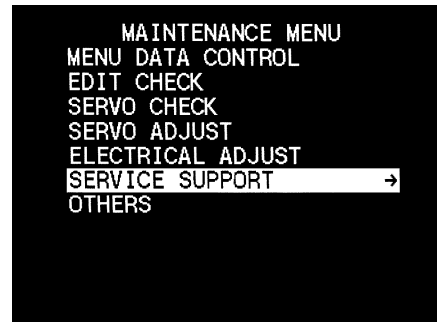 MAINTENANCE MENU
MENU DATA CONTROL
EDIT CHECK
SERVO CHECK
SERVO ADJUST
ELECTRICAL ADJUST
SERVICE SUPPORT →
OTHERS